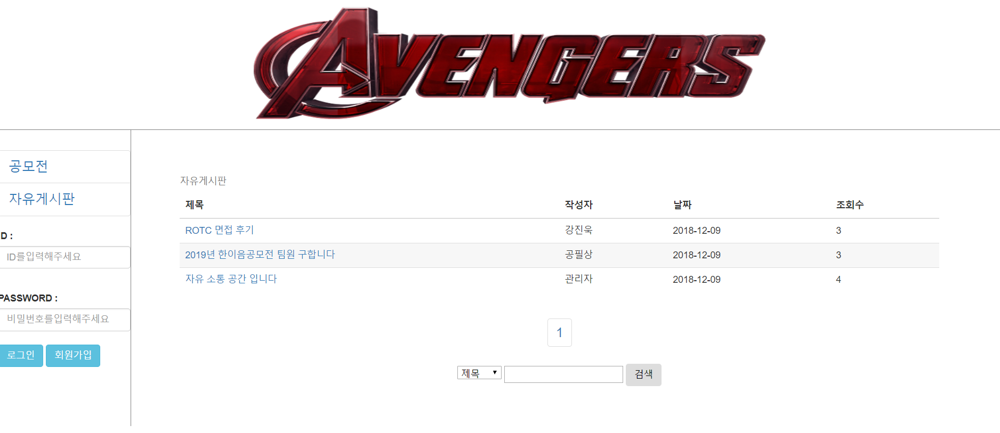 AVENGERS
공모전
자유게시판
D :
ID를입력해주세요
PASSWORD :
비밀번호를입력해주세요
로그인 회원가입
자유게시판
제목 작성자 날짜 조회수
ROTC 면접 후기 강진욱 2018-12-09 3
2019년 한이음공모전 팀원 구합니다 공필상 2018-12-09 3
자유 소통 공간 입니다 관리자 2018-12-09 4
1
제목 검색